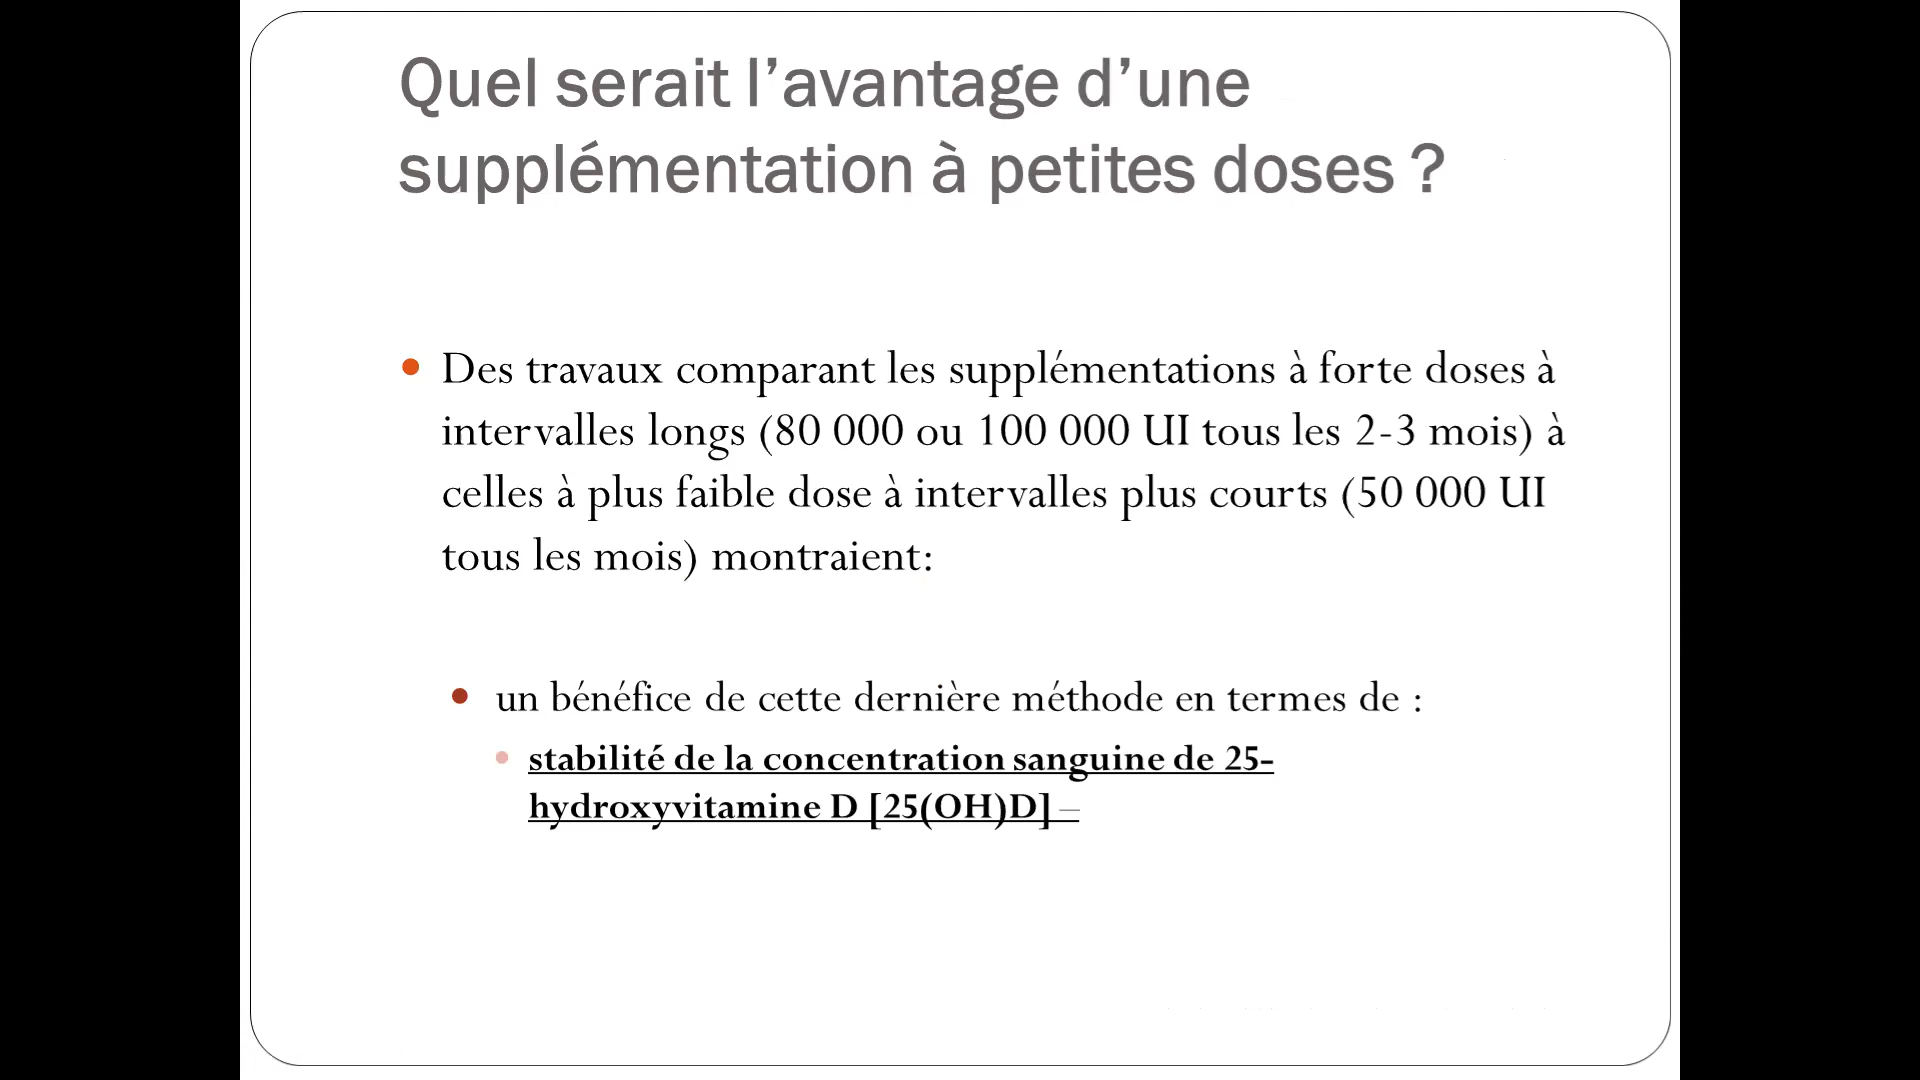 Quel serait l’avantage d’une
supplémentation à petites doses ?
Des travaux comparant les supplémentations à forte doses à
intervalles longs (80 000 ou 100 000 UI tous les 2-3 mois) à
celles à plus faible dose à intervalles plus courts (50 000 UI
tous les mois) montraient:
un bénéfice de cette dernière méthode en termes de :
stabilité de la concentration sanguine de 25-
hydroxyvitamine D [25(OH)D] –